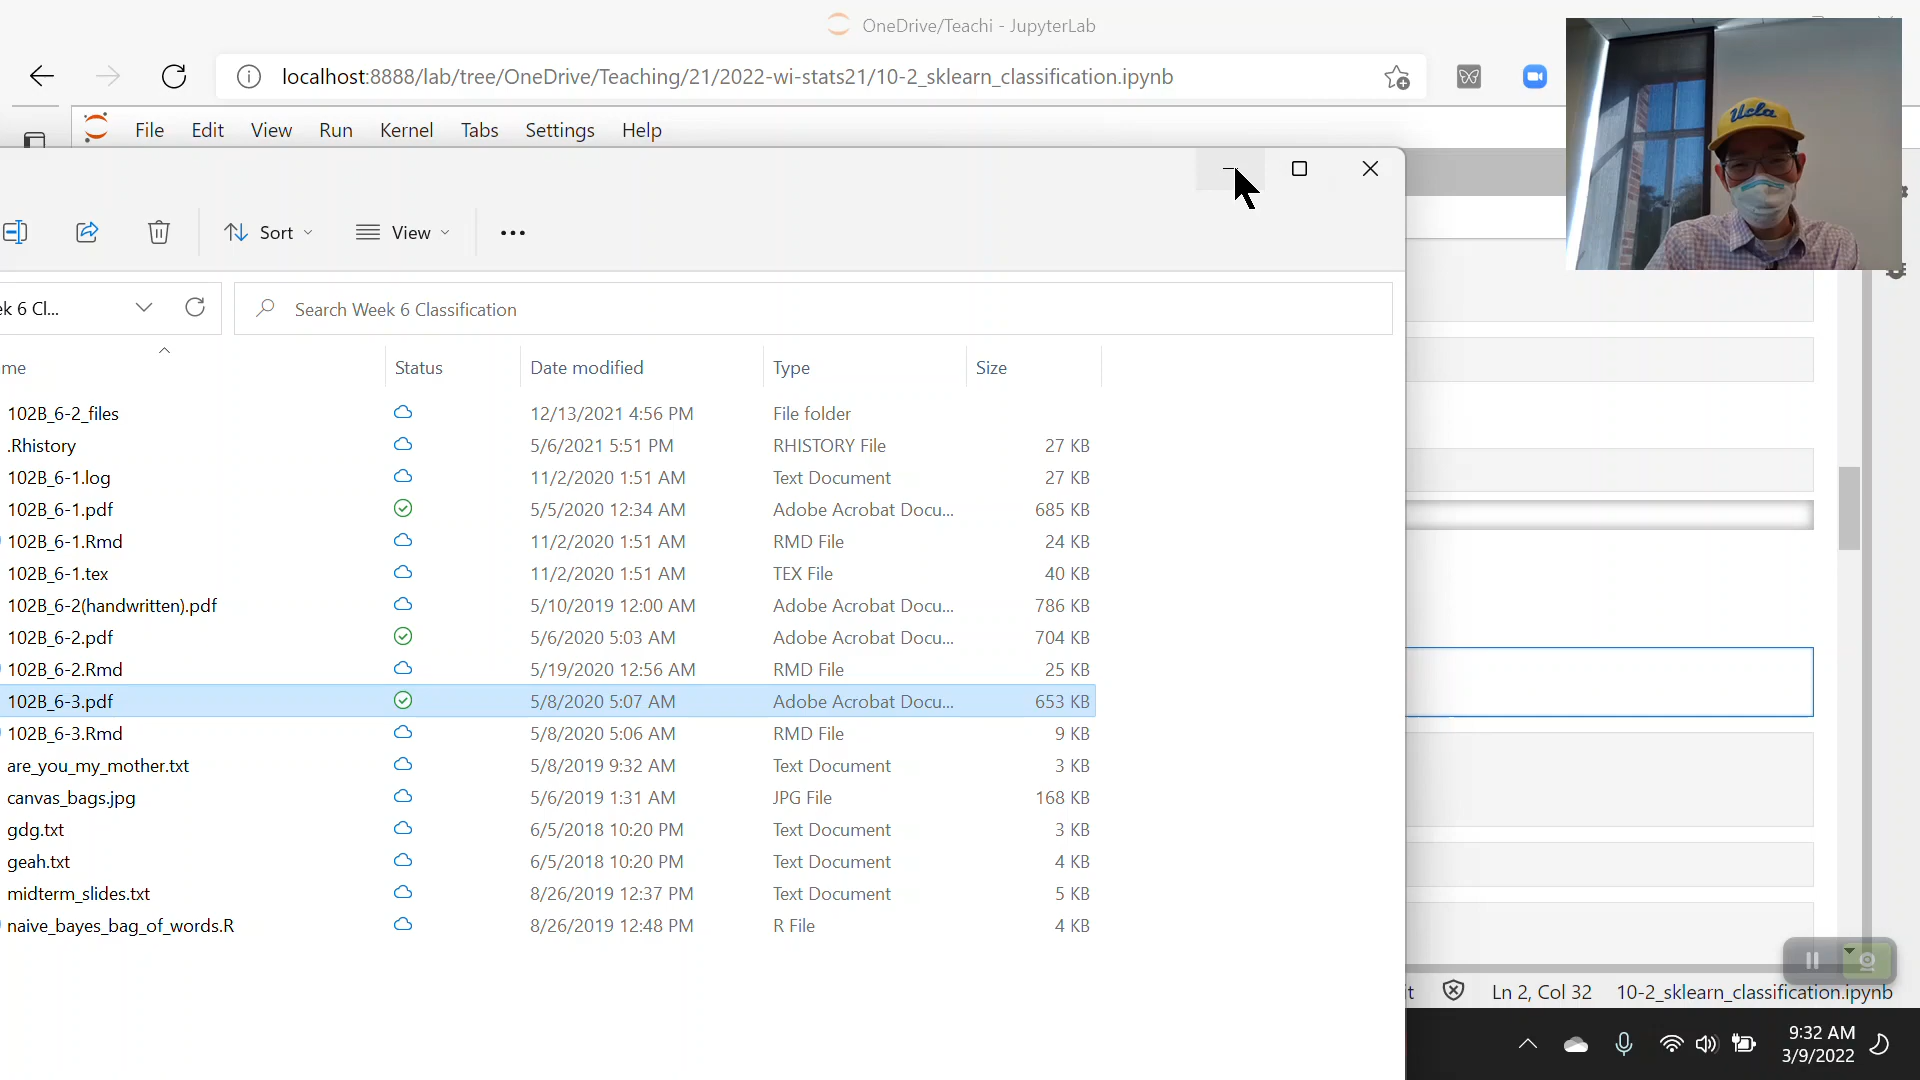 OneDrive/Teachi - JupyterLab
localhost:8888/lab/tree/OneDrive/Teaching/21/2022-wi-stats21/10-2_sklearn_classification.ipynb
File Edit View Run Kernel Tabs Settings Help
Ucla
Sort View
ek 6 Cl... Search Week 6 Classification
me Status Date modified Type Size
102B_6-2_files 12/13/2021 4:56 PM File folder
.Rhistory 5/6/2021 5:51 PM RHISTORY File 27 KB
102B_6-1.log 11/2/2020 1:51 AM Text Document 27 KB
102B_6-1.pdf 5/5/2020 12:34 AM Adobe Acrobat Docu... 685 KB
102B_6-1.Rmd 11/2/2020 1:51 AM RMD File 24 KB
102B_6-1.tex 11/2/2020 1:51 AM TEX File 40 KB
102B_6-2(handwritten).pdf 5/10/2019 12:00 AM Adobe Acrobat Docu... 786 KB
102B_6-2.pdf 5/6/2020 5:03 AM Adobe Acrobat Docu... 704 KB
102B_6-2.Rmd 5/19/2020 12:56 AM RMD File 25 KB
102B_6-3.pdf 5/8/2020 5:07 AM Adobe Acrobat Docu... 653 KB
102B_6-3.Rmd 5/8/2020 5:06 AM RMD File 9 KB
are_you_my_mother.txt 5/8/2019 9:32 AM Text Document 3 KB
canvas_bags.jpg 5/6/2019 1:31 AM JPG File 168 KB
gdg.txt 6/5/2018 10:20 PM Text Document 3 KB
geah.txt 6/5/2018 10:20 PM Text Document 4 KB
midterm_slides.txt 8/26/2019 12:37 PM Text Document 5 KB
naive_bayes_bag_of_words.R 8/26/2019 12:48 PM R File 4 KB
it Ln 2, Col 32 10-2_sklearn_classification.ipynb
9:32 AM
3/9/2022